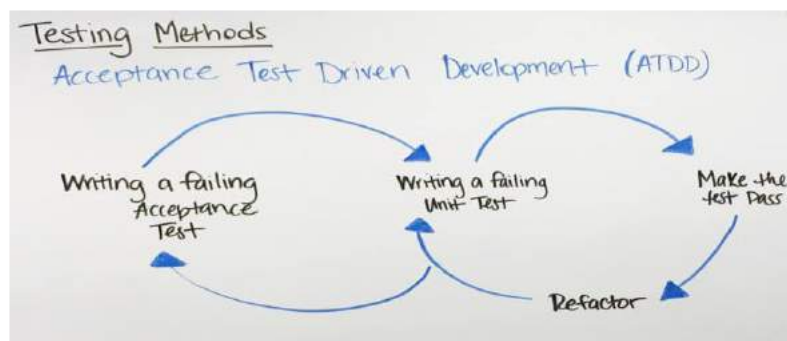 Testing Methods
Acceptance Test Driven Development (ATDD)
Writing a failing
Acceptance
Test
Writing a failing
Unit Test
Make the
test Pass
Refactor